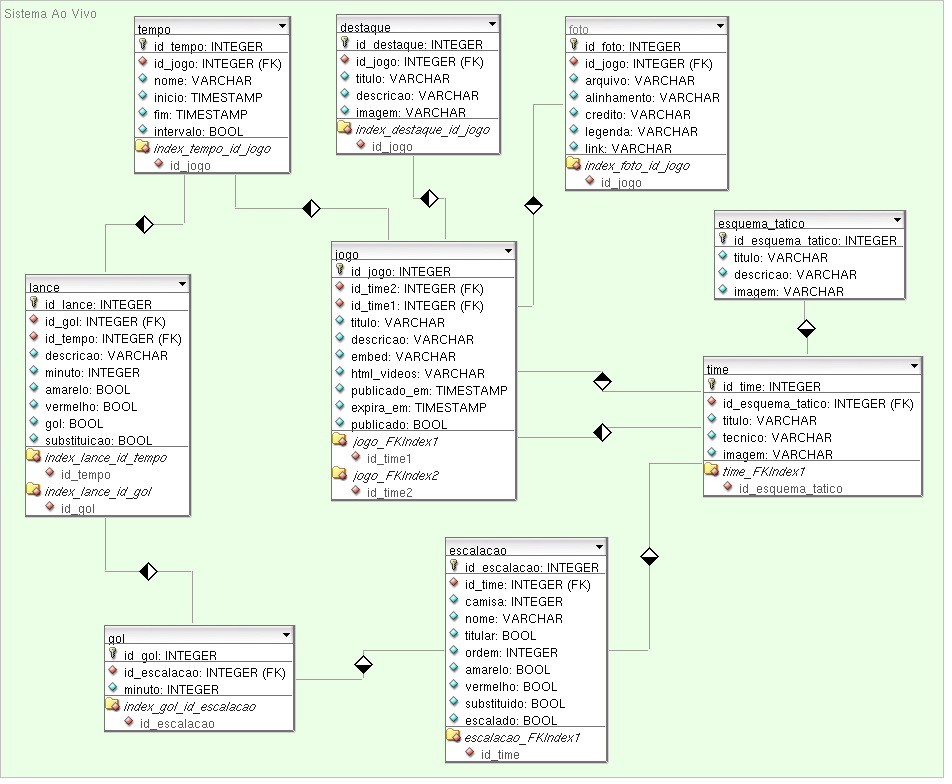 Sistema Ao Vivo
tempo
id_tempo: INTEGER
id_jogo: INTEGER (FK)
nome: VARCHAR
inicio: TIMESTAMP
fim: TIMESTAMP
intervalo: BOOL
index_tempo_id_jogo
id_jogo
destaque
id_destaque: INTEGER
id_jogo: INTEGER (FK)
titulo: VARCHAR
descricao: VARCHAR
imagem: VARCHAR
index_destaque_id_jogo
id_jogo
foto
id_foto: INTEGER
id_jogo: INTEGER (FK)
arquivo: VARCHAR
alinhamento: VARCHAR
credito: VARCHAR
legenda: VARCHAR
link: VARCHAR
index_foto_id_jogo
id_jogo
esquema_tatico
id_esquema_tatico: INTEGER
titulo: VARCHAR
descricao: VARCHAR
imagem: VARCHAR
lance
id_lance: INTEGER
id_gol: INTEGER (FK)
id_tempo: INTEGER (FK)
descricao: VARCHAR
minuto: INTEGER
amarelo: BOOL
vermelho: BOOL
gol: BOOL
substituicao: BOOL
index_lance_id_tempo
id_tempo
index_lance_id_gol
id_gol
jogo
id_jogo: INTEGER
id_time2: INTEGER (FK)
id_time1: INTEGER (FK)
titulo: VARCHAR
descricao: VARCHAR
embed: VARCHAR
html_videos: VARCHAR
publicado_em: TIMESTAMP
expira_em: TIMESTAMP
publicado: BOOL
jogo_FKIndex1
id_time1
jogo_FKIndex2
id_time2
time
id_time: INTEGER
id_esquema_tatico: INTEGER (FK)
titulo: VARCHAR
tecnico: VARCHAR
imagem: VARCHAR
time_FKIndex1
id_esquema_tatico
gol
id_gol: INTEGER
id_escalacao: INTEGER (FK)
minuto: INTEGER
index_gol_id_escalacao
id_escalacao
escalacao
id_escalacao: INTEGER
id_time: INTEGER (FK)
camisa: INTEGER
nome: VARCHAR
titular: BOOL
ordem: INTEGER
amarelo: BOOL
vermelho: BOOL
substituido: BOOL
escalado: BOOL
escalacao_FKIndex1
id_time